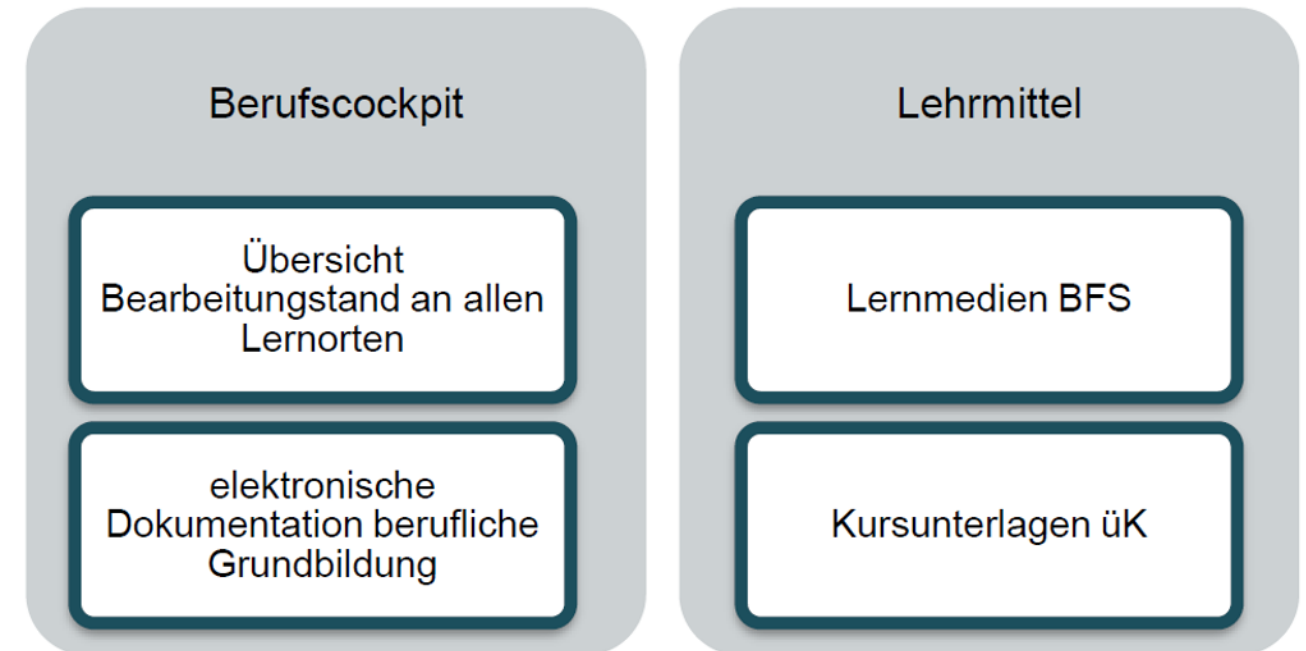 Berufscockpit
Übersicht
Bearbeitungstand an allen
Lernorten
elektronische
Dokumentation berufliche
Grundbildung
Lehrmittel
Lernmedien BFS
Kursunterlagen üK